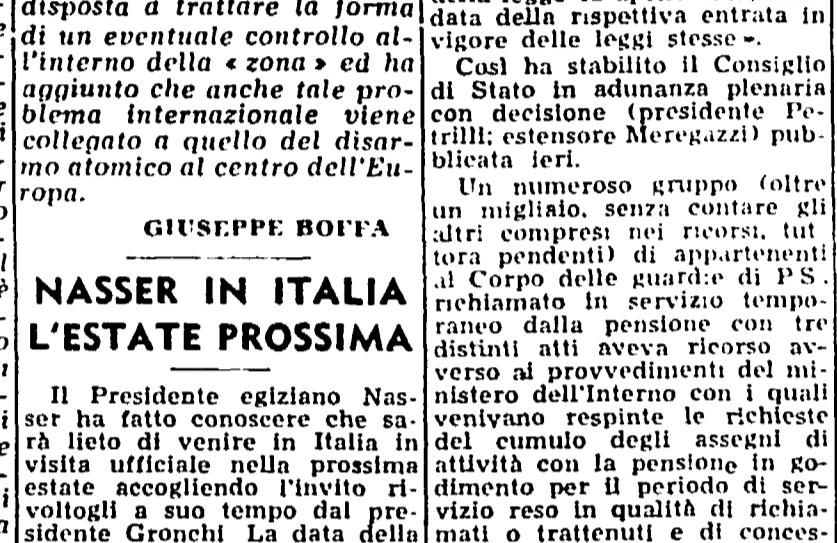 disposta a trattare la forma
di un eventuale controllo al-
l'interno della « zona » ed ha
aggiunto che anche tale pro-
blema internazionale viene
collegato a quello del disar-
mo atomico al centro dell'Eu-
ropa.
GIUSEPPE BOFFA
NASSER IN ITALIA
L'ESTATE PROSSIMA
Il Presidente egiziano Nas-
ser ha fatto conoscere che sa-
rà lieto di venire in Italia in
visita ufficiale nella prossima
estate accogliendo l'invito ri-
voltogli a suo tempo dal pre-
sidente Gronchi La data della
data della rispettiva entrata in
vigore delle leggi stesse ».
Così ha stabilito il Consiglio
di Stato in adunanza plenaria
con decisione (presidente Pe-
trilli; estensore Meregazzi) pub-
blicata ieri.
Un numeroso gruppo (oltre
un migliaio, senza contare gli
altri compresi nei ricorsi, tut
tora pendenti) di appartenenti
al Corpo delle guardie di P S.
richiamato in servizio tempo-
raneo dalla pensione con tre
distinti atti aveva ricorso av-
verso ai provvedimenti del mi-
nistero dell'Interno con i quali
venivano respinte le richieste
del cumulo degli assegni di
attività con la pensione in go-
dimento per il periodo di ser-
vizio reso in qualità di richia-
mati o trattenuti e di conces-